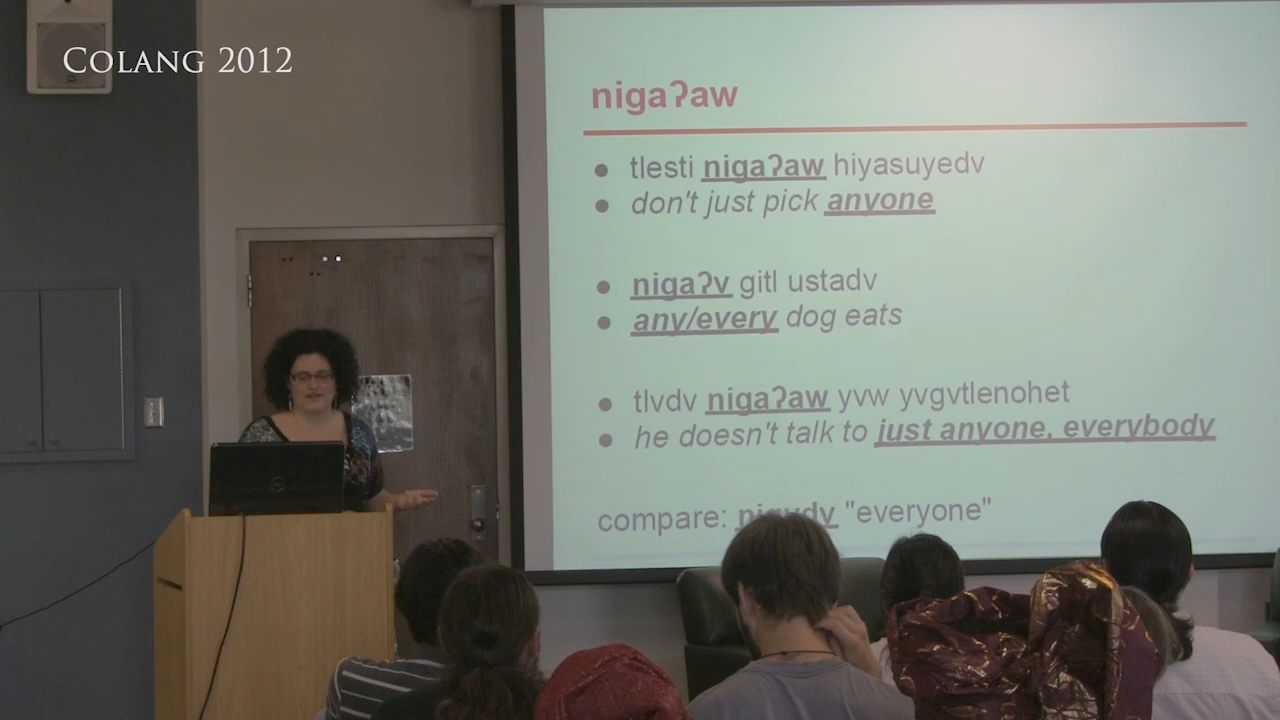 COLANG 2012
nigaʔaw
● tlesti nigaʔaw hiyasuyedv
● don't just pick anyone
● nigaʔv gitl ustadv
● any/every dog eats
● tlvdv nigaʔaw yvw yvgvtlenohet
● he doesn't talk to just anyone, everybody
compare: "everyone"